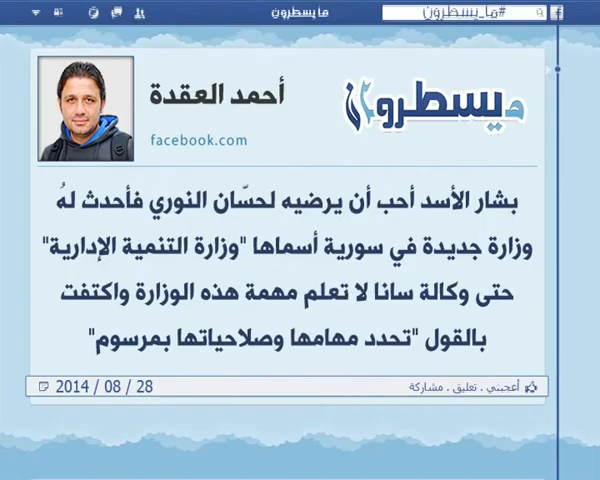 ما يسطرون
#ما_يسطرون
ما يسطرون
أحمد العقدة
facebook.com
بشار الأسد أحب أن يرضيه لحسّان النوري فأحدث لهُ
وزارة جديدة في سورية أسماها "وزارة التنمية الإدارية"
حتى وكالة سانا لا تعلم مهمة هذه الوزارة واكتفت
بالقول "تحدد مهامها وصلاحياتها بمرسوم"
أعجبني . تعليق . مشاركة
28 / 08 / 2014